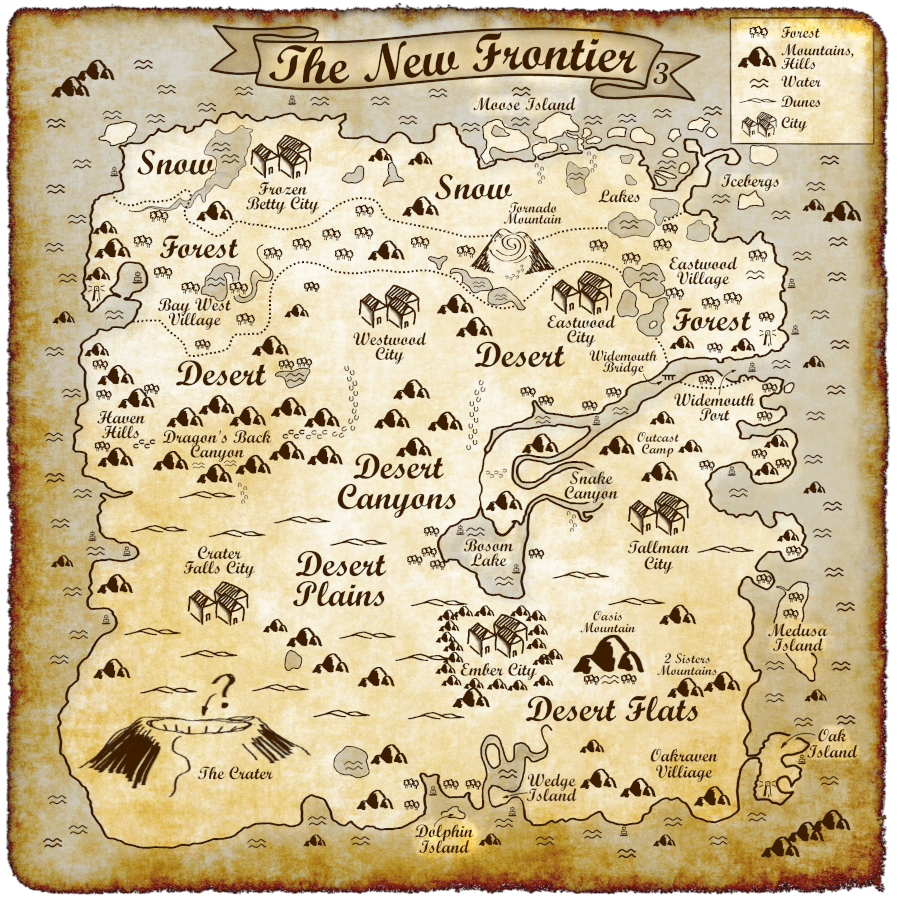 The New Frontier
3
Forest
Mountains,
Hills
Water
Dunes
City
Moose Island
Snow
Frozen
Betty City
Snow
Lakes
Icebergs
Tornado
Mountain
Forest
Bay West
Village
Eastwood
Village
Westwood
City
Eastwood
City
Forest
Desert
Widemouth
Bridge
Desert
Haven
Hills
Dragon's Back
Canyon
Widemouth
Port
Outcast
Camp
Desert
Canyons
Snake
Canyon
Crater
Falls City
Desert
Plains
Bosom
Lake
Tallman
City
Oasis
Mountain
Medusa
Island
Ember City
2 Sisters
Mountains
?
Desert Flats
The Crater
Oak
Island
Oakraven
Villiage
Wedge
Island
Dolphin
Island